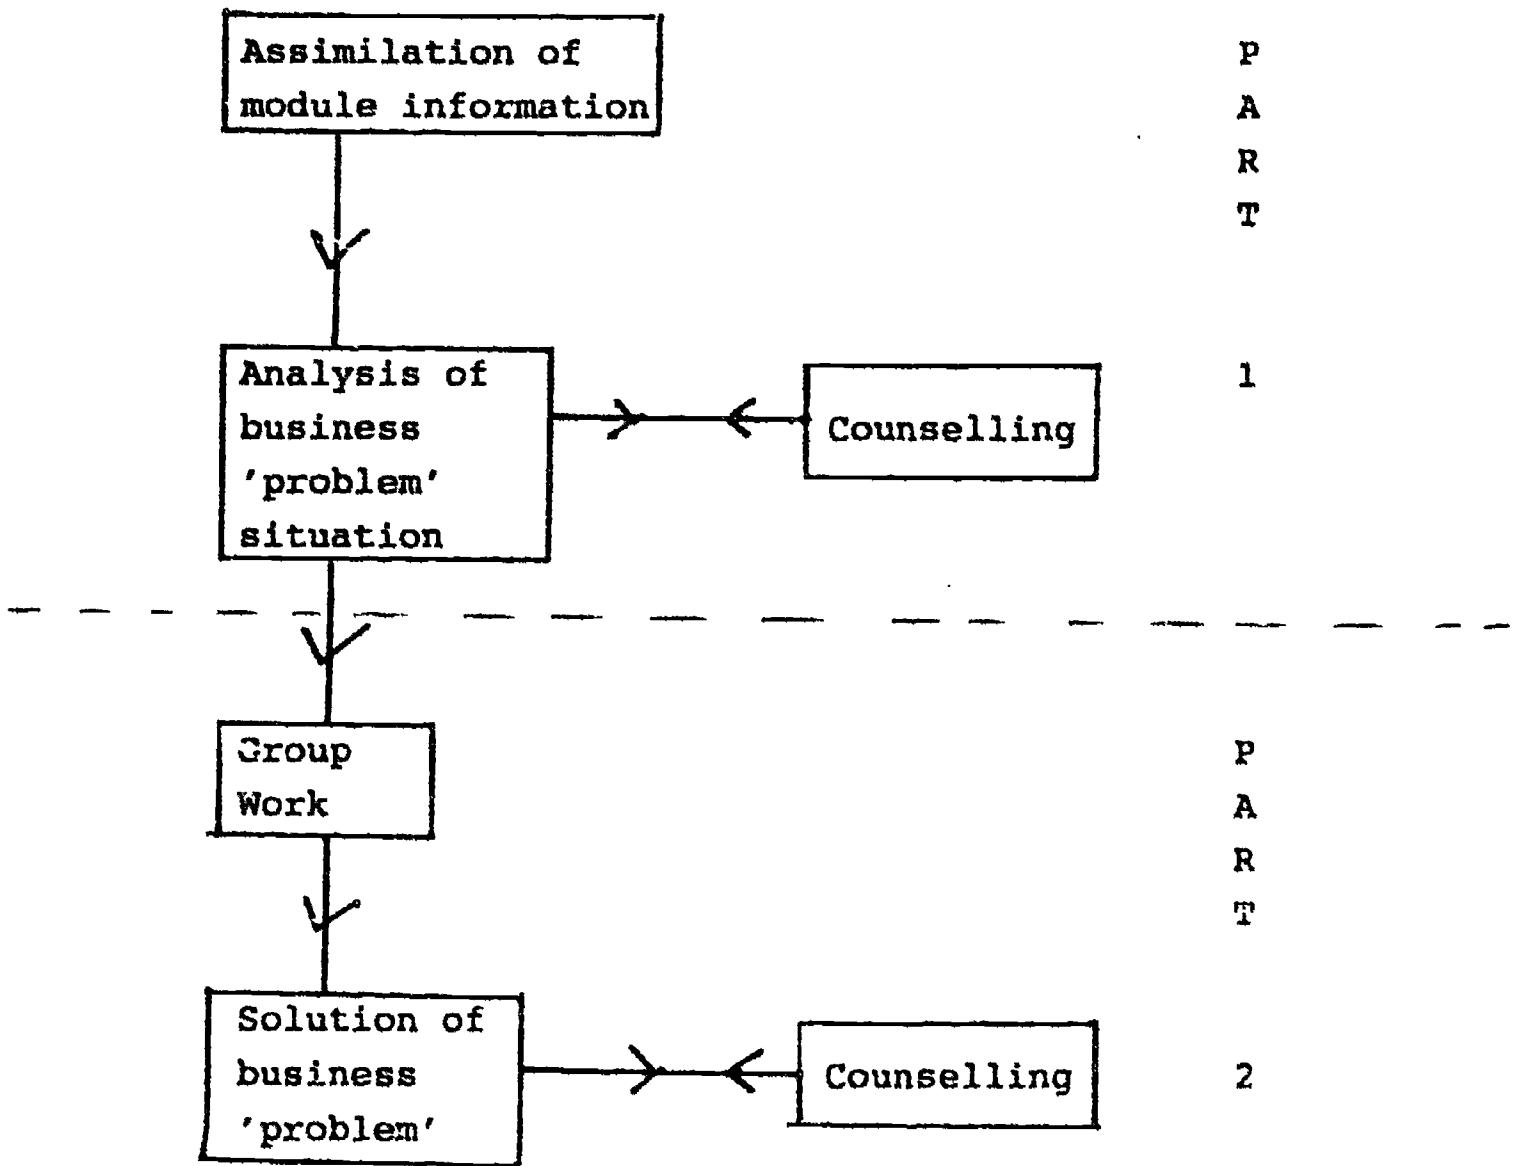 Assimilation of
module information
P
A
R
T
Analysis of
business
'problem'
situation
Counselling
1
Group
Work
P
A
R
T
Solution of
business
'problem'
Counselling
2